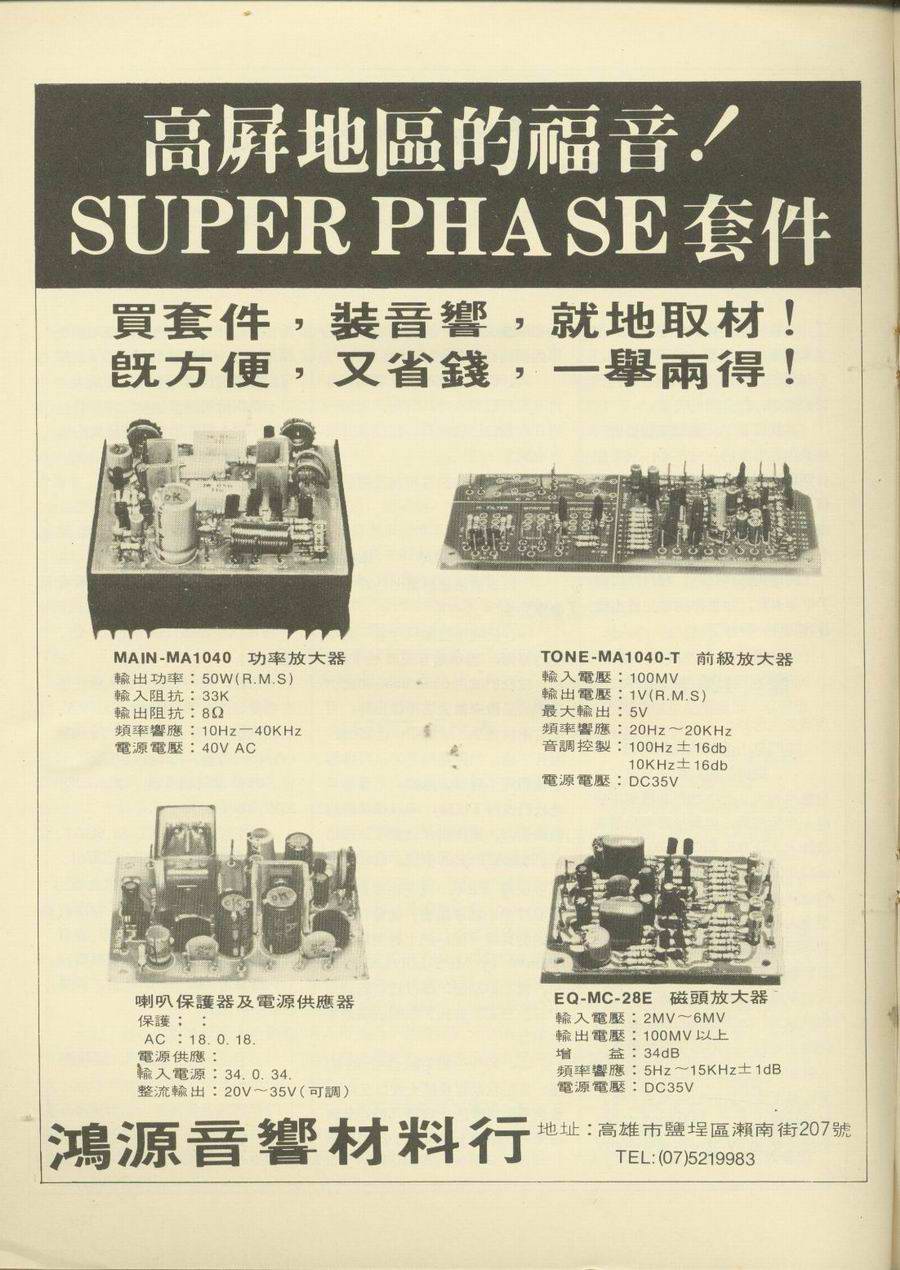 高屏地區的福音！
SUPER PHASE 套件
買套件，裝音響，就地取材！
旣方便，又省錢，一舉兩得！
MAIN-MA1040 功率放大器
輸出功率：50W(R.M.S)
輸入阻抗：33K
輸出阻抗：8Ω
頻率響應：10Hz—40KHz
電源電壓：40V AC
TONE-MA1040-T 前級放大器
輸入電壓：100MV
輸出電壓：1V(R.M.S)
最大輸出：5V
頻率響應：20Hz～20KHz
音調控製：100Hz±16db
10KHz±16db
電源電壓：DC35V
喇叭保護器及電源供應器
保護：：
AC：18. 0. 18.
電源供應：
輸入電源：34. 0. 34.
整流輸出：20V～35V(可調)
EQ-MC-28E 磁頭放大器
輸入電壓：2MV～6MV
輸出電壓：100MV以上
增益：34dB
頻率響應：5Hz～15KHz±1dB
電源電壓：DC35V
鴻源音響材料行
地址：高雄市鹽埕區瀨南街207號
TEL:(07)5219983